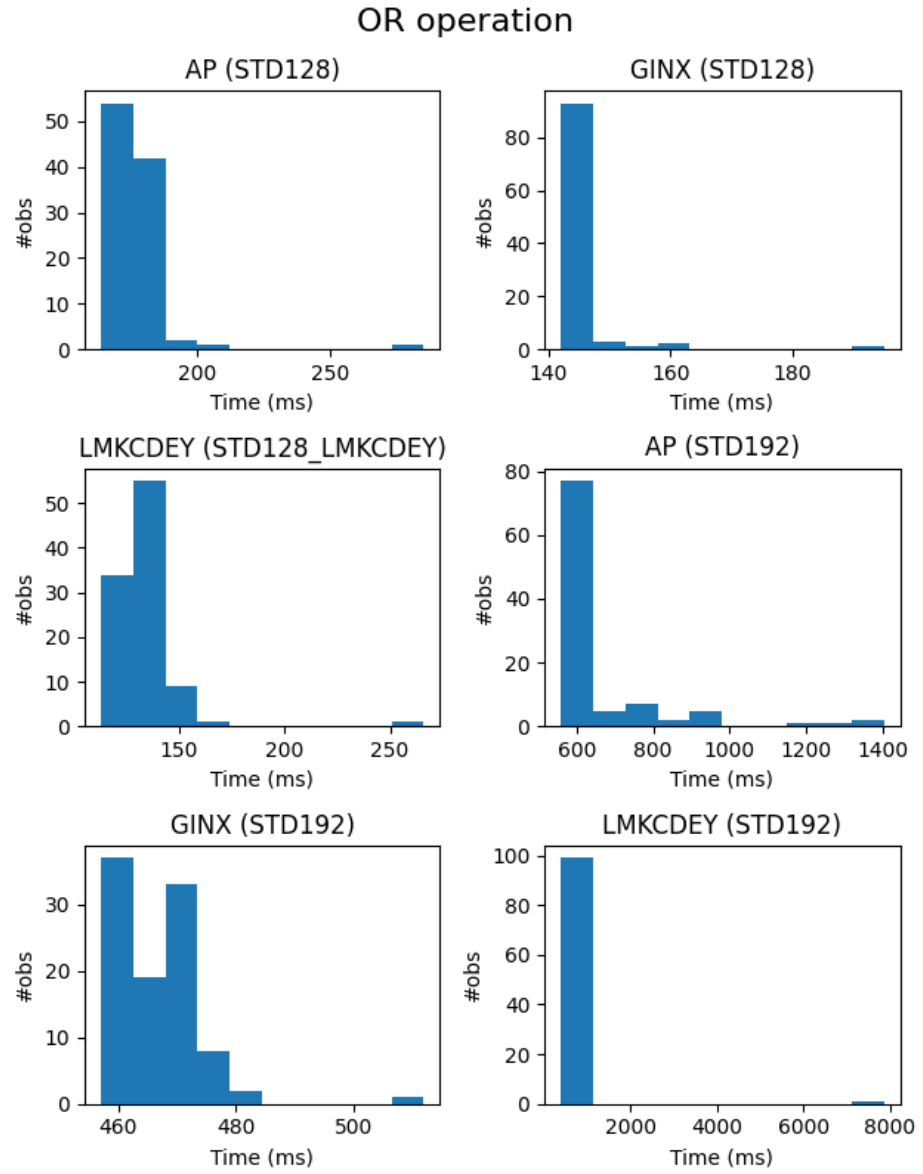 OR operation
AP (STD128)
50
40
30
20
10
0
#obs
200 250
Time (ms)
GINX (STD128)
80
60
40
20
0
#obs
140 160 180
Time (ms)
LMKCDEY (STD128_LMKCDEY)
50
40
30
20
10
0
#obs
150 200 250
Time (ms)
AP (STD192)
80
60
40
20
0
#obs
600 800 1000 1200 1400
Time (ms)
GINX (STD192)
30
20
10
0
#obs
460 480 500
Time (ms)
LMKCDEY (STD192)
100
80
60
40
20
0
#obs
2000 4000 6000 8000
Time (ms)